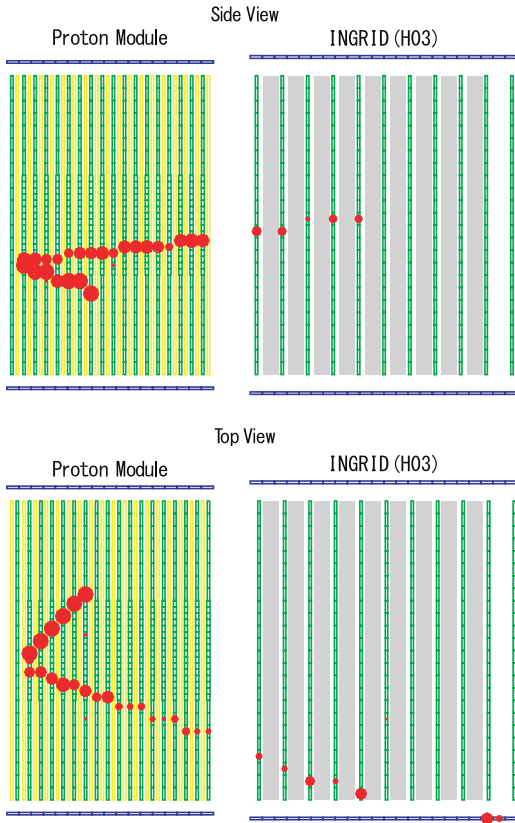 Side View
Proton Module
INGRID(H03)
Top View
Proton Module
INGRID(H03)